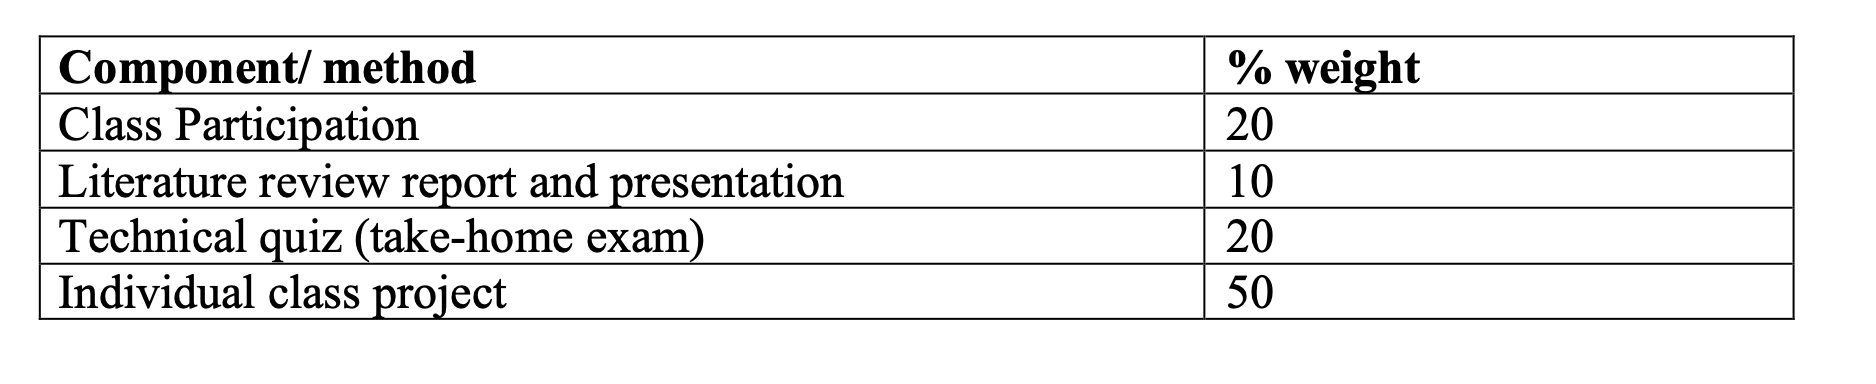 Component/ method % weight
Class Participation 20
Literature review report and presentation 10
Technical quiz (take-home exam) 20
Individual class project 50